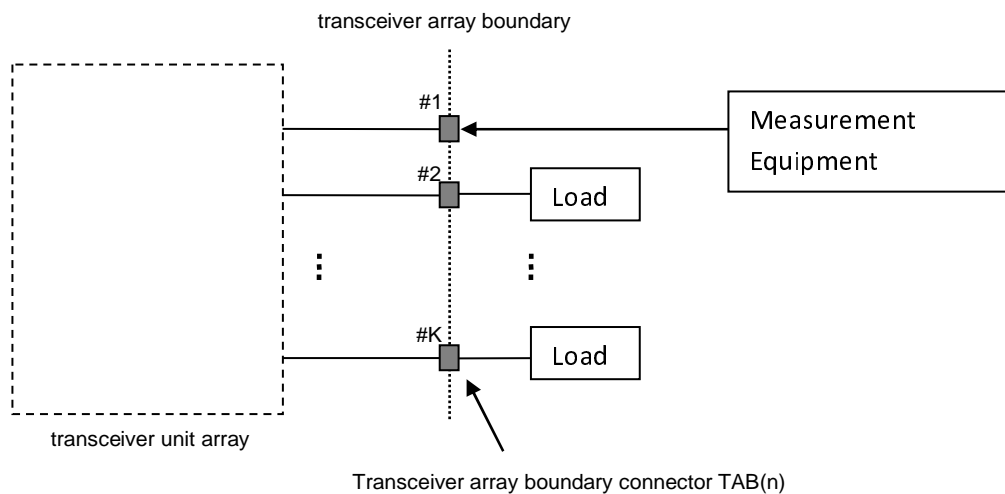 transceiver array boundary
#1
Measurement
Equipment
#2
Load
#K
Load
transceiver unit array
Transceiver array boundary connector TAB(n)